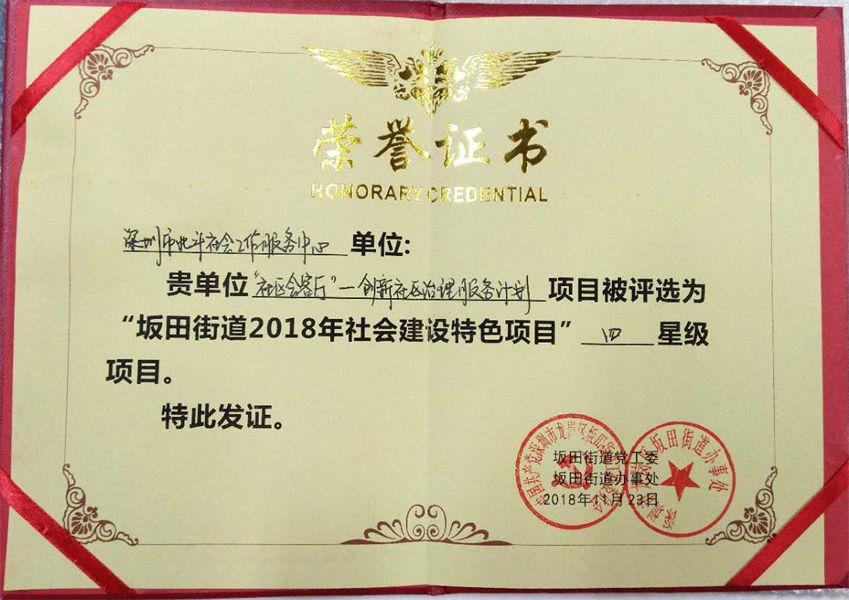 荣誉证书
HONORARY CREDENTIAL
深圳市北斗社会工作服务中心 单位:
贵单位“社区会客厅”—创新社区治理服务计划 项目被评选为
“坂田街道2018年社会建设特色项目” 四 星级
项目。
特此发证。
坂田街道党工委
坂田街道办事处
2018年11月23日